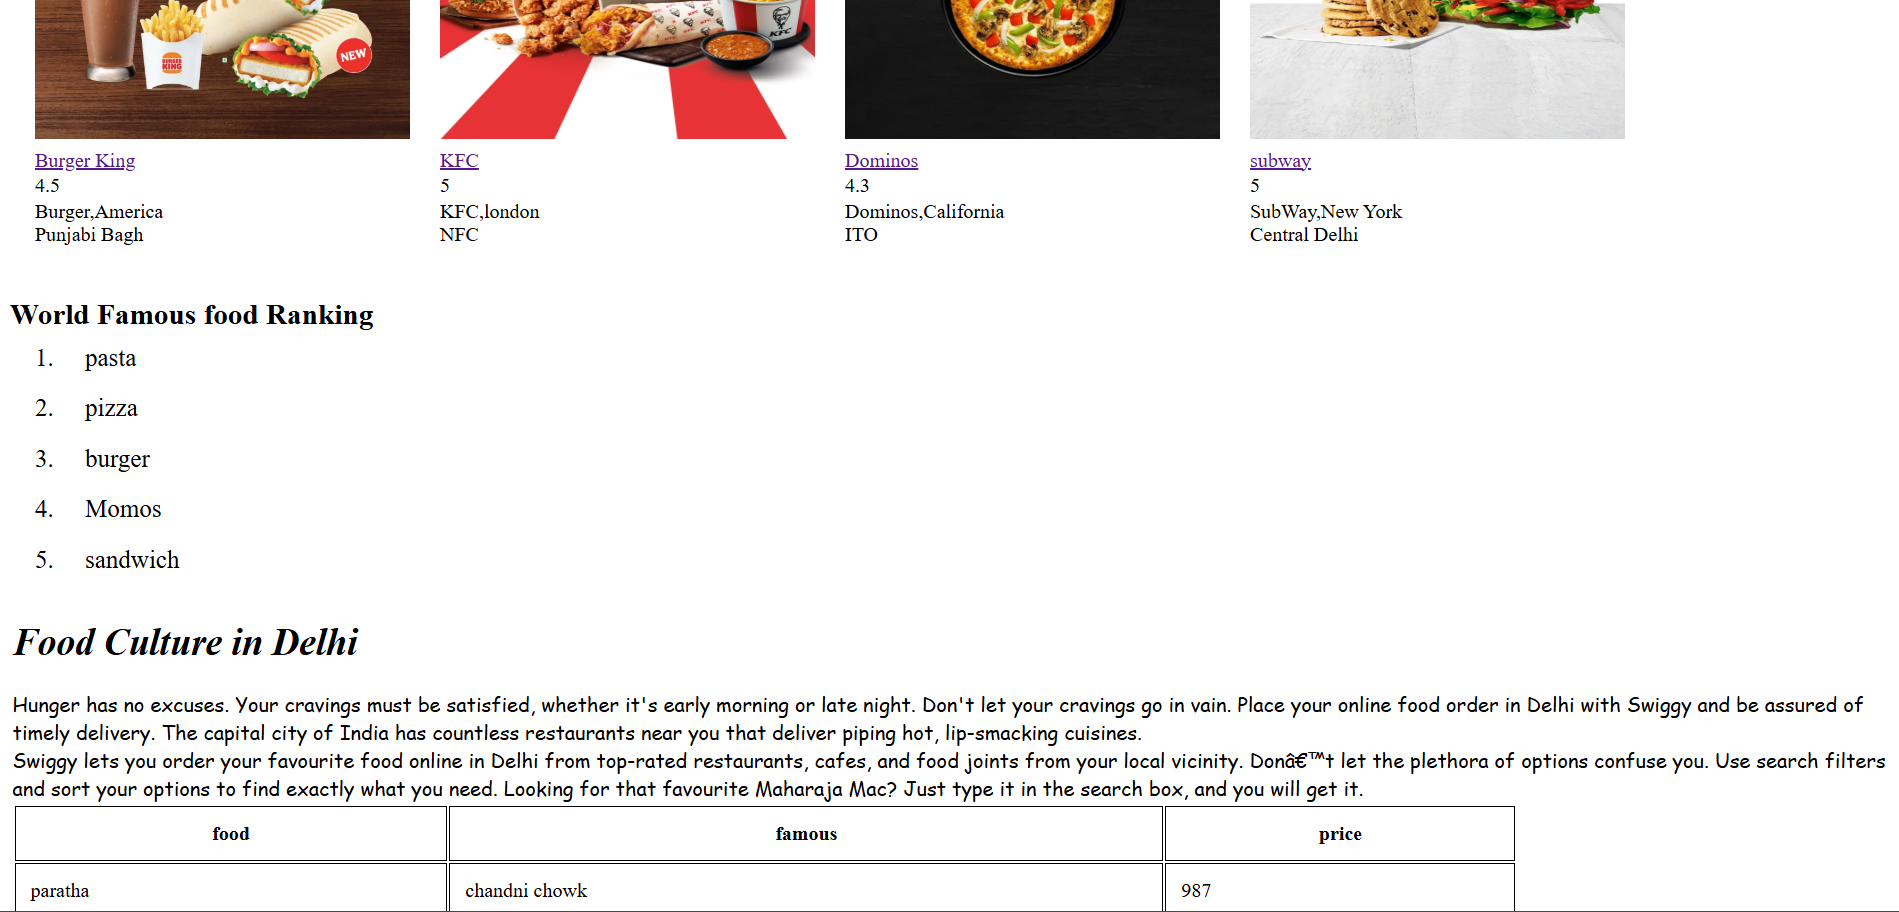 BURGER KING
NEW
KFC
Burger King
4.5
Burger,America
Punjabi Bagh
KFC
5
KFC,london
NFC
Dominos
4.3
Dominos,California
ITO
subway
5
SubWay,New York
Central Delhi
World Famous food Ranking
1. pasta
2. pizza
3. burger
4. Momos
5. sandwich
Food Culture in Delhi
Hunger has no excuses. Your cravings must be satisfied, whether it's early morning or late night. Don't let your cravings go in vain. Place your online food order in Delhi with Swiggy and be assured of
timely delivery. The capital city of India has countless restaurants near you that deliver piping hot, lip-smacking cuisines.
Swiggy lets you order your favourite food online in Delhi from top-rated restaurants, cafes, and food joints from your local vicinity. Donâ€™t let the plethora of options confuse you. Use search filters
and sort your options to find exactly what you need. Looking for that favourite Maharaja Mac? Just type it in the search box, and you will get it.
food famous price
paratha chandni chowk 987